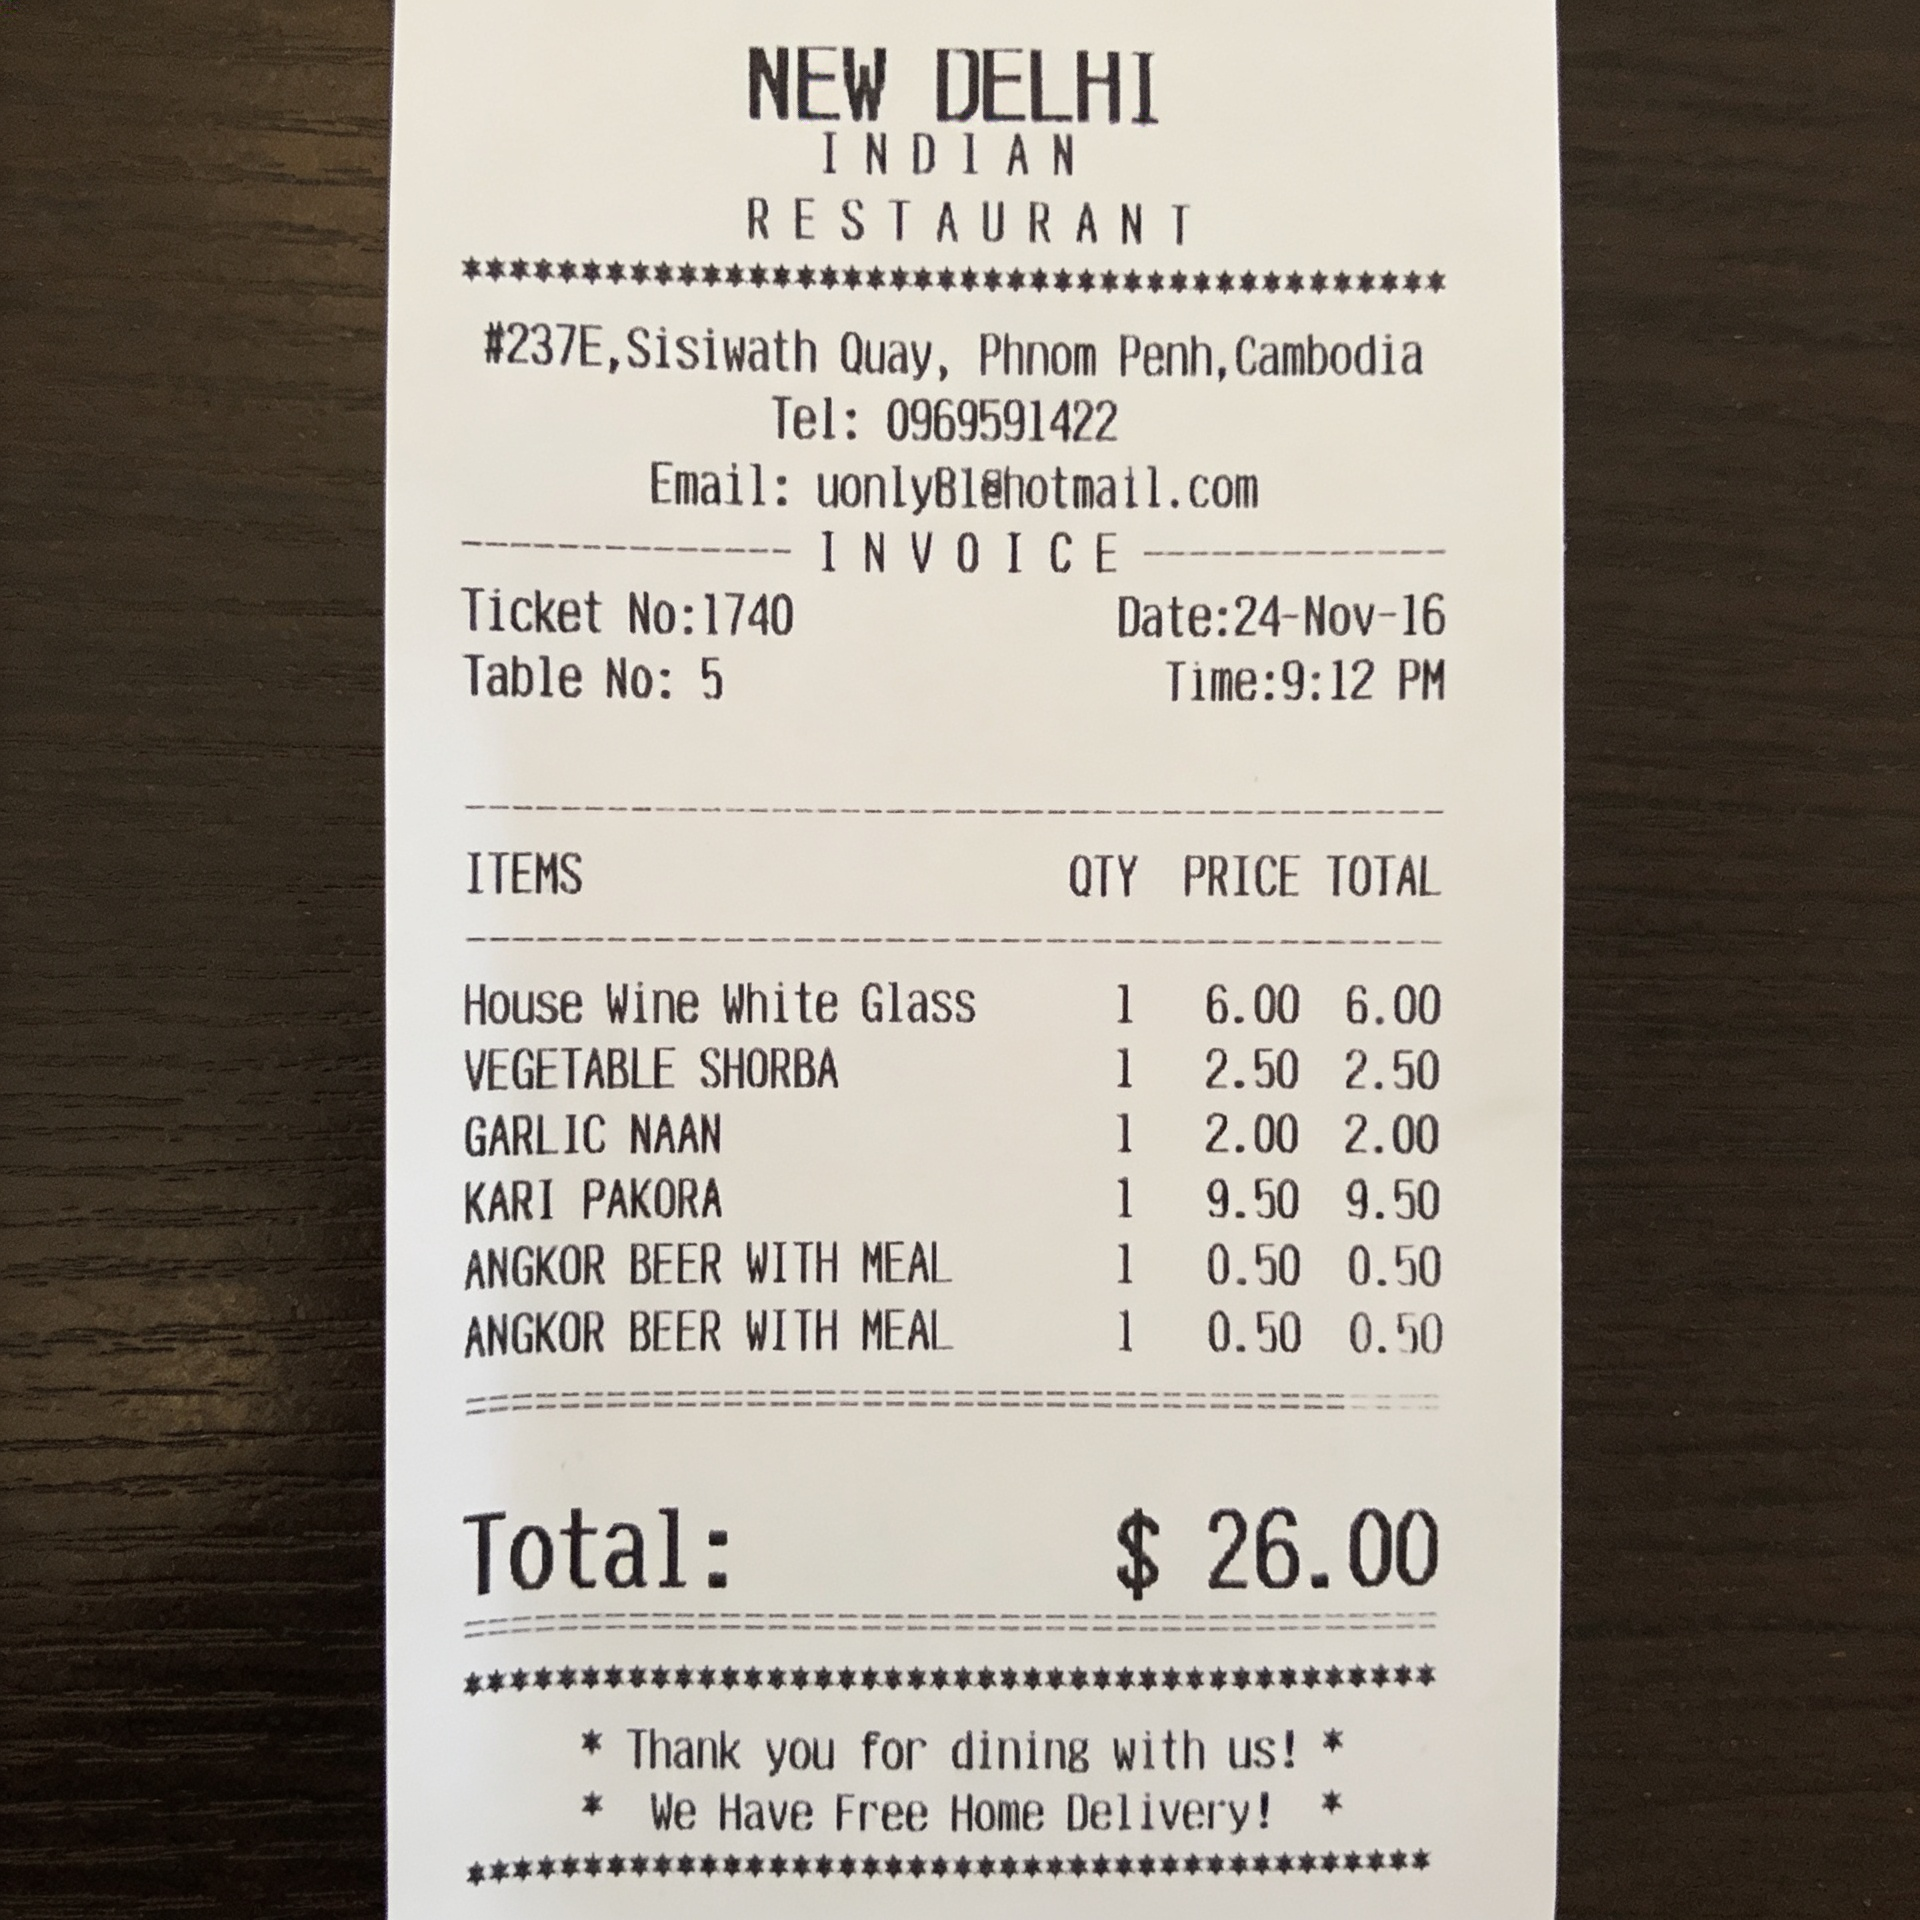 NEW DELHI
INDIAN
RESTAURANT
******************************************
#237E,Sisiwath Quay, Phnom Penh,Cambodia
Tel: 0969591422
Email: uonlyB1@hotmail.com
--------------INVOICE-------------
Ticket No:1740 Date:24-Nov-16
Table No: 5 Time:9:12 PM
ITEMS QTY PRICE TOTAL
House Wine White Glass 1 6.00 6.00
VEGETABLE SHORBA 1 2.50 2.50
GARLIC NAAN 1 2.00 2.00
KARI PAKORA 1 9.50 9.50
ANGKOR BEER WITH MEAL 1 0.50 0.50
ANGKOR BEER WITH MEAL 1 0.50 0.50
Total: $ 26.00
******************************************
* Thank you for dining with us! *
* We Have Free Home Delivery! *
******************************************